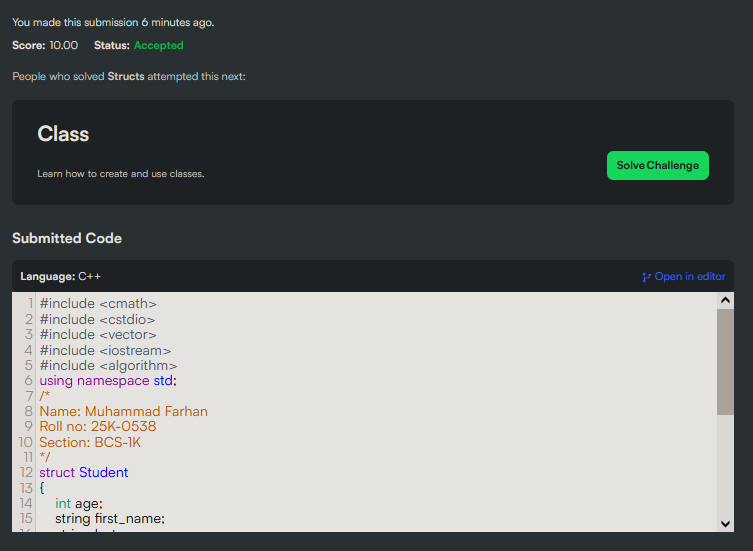 You made this submission 6 minutes ago.
Score: 10.00 Status: Accepted
People who solved Structs attempted this next:
Class
Learn how to create and use classes.
Solve Challenge
Submitted Code
Language: C++
Open in editor
1 #include <cmath>
2 #include <cstdio>
3 #include <vector>
4 #include <iostream>
5 #include <algorithm>
6 using namespace std;
7 /*
8 Name: Muhammad Farhan
9 Roll no: 25K-0538
10 Section: BCS-1K
11 */
12 struct Student
13 {
14 int age;
15 string first_name;